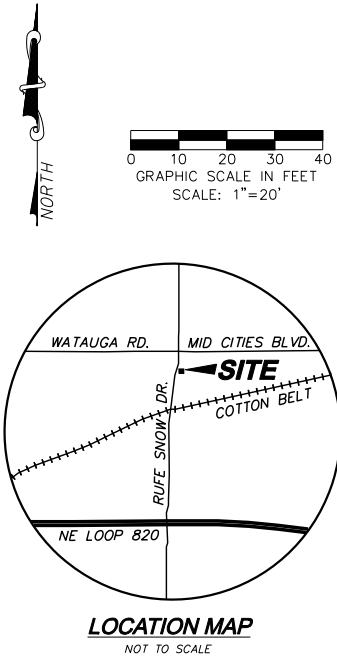 NORTH
0 10 20 30 40
GRAPHIC SCALE IN FEET
SCALE: 1"=20'
WATAUGA RD. MID CITIES BLVD.
SITE
COTTON BELT
RUFE SNOW DR.
NE LOOP 820
LOCATION MAP
NOT TO SCALE